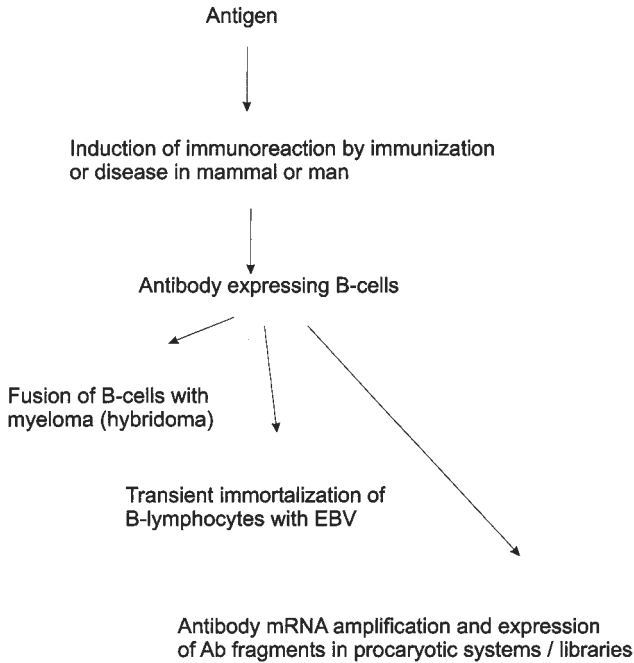 Antigen
Induction of immunoreaction by immunization
or disease in mammal or man
Antibody expressing B-cells
Fusion of B-cells with
myeloma (hybridoma)
Transient immortalization of
B-lymphocytes with EBV
Antibody mRNA amplification and expression
of Ab fragments in procaryotic systems / libraries